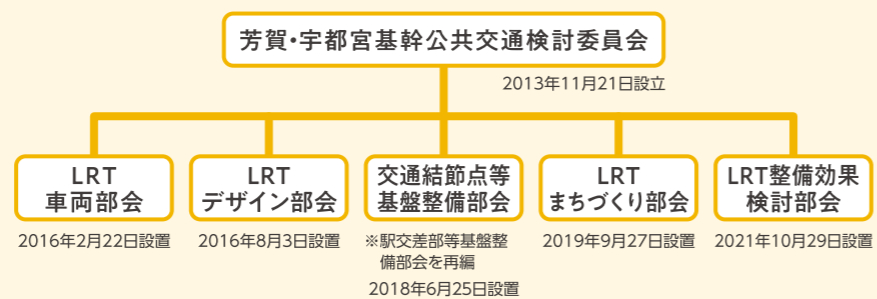 芳賀・宇都宮基幹公共交通検討委員会
2013年11月21日設立
LRT
車両部会
2016年2月22日設置
LRT
デザイン部会
2016年8月3日設置
交通結節点等
基盤整備部会
※駅交差部等基盤整
備部会を再編
2018年6月25日設置
LRT
まちづくり部会
2019年9月27日設置
LRT整備効果
検討部会
2021年10月29日設置